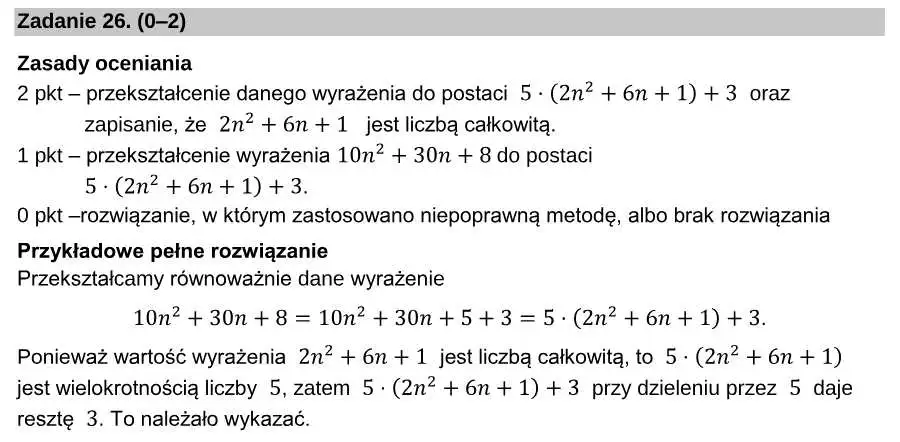 Zadanie 26. (0–2)
Zasady oceniania
2 pkt – przekształcenie danego wyrażenia do postaci 5 · (2n² + 6n + 1) + 3 oraz
zapisanie, że 2n² + 6n + 1 jest liczbą całkowitą.
1 pkt – przekształcenie wyrażenia 10n² + 30n + 8 do postaci
5 · (2n² + 6n + 1) + 3.
0 pkt –rozwiązanie, w którym zastosowano niepoprawną metodę, albo brak rozwiązania
Przykładowe pełne rozwiązanie
Przekształcamy równoważnie dane wyrażenie
10n² + 30n + 8 = 10n² + 30n + 5 + 3 = 5 · (2n² + 6n + 1) + 3.
Ponieważ wartość wyrażenia 2n² + 6n + 1 jest liczbą całkowitą, to 5 · (2n² + 6n + 1)
jest wielokrotnością liczby 5, zatem 5 · (2n² + 6n + 1) + 3 przy dzieleniu przez 5 daje
resztę 3. To należało wykazać.